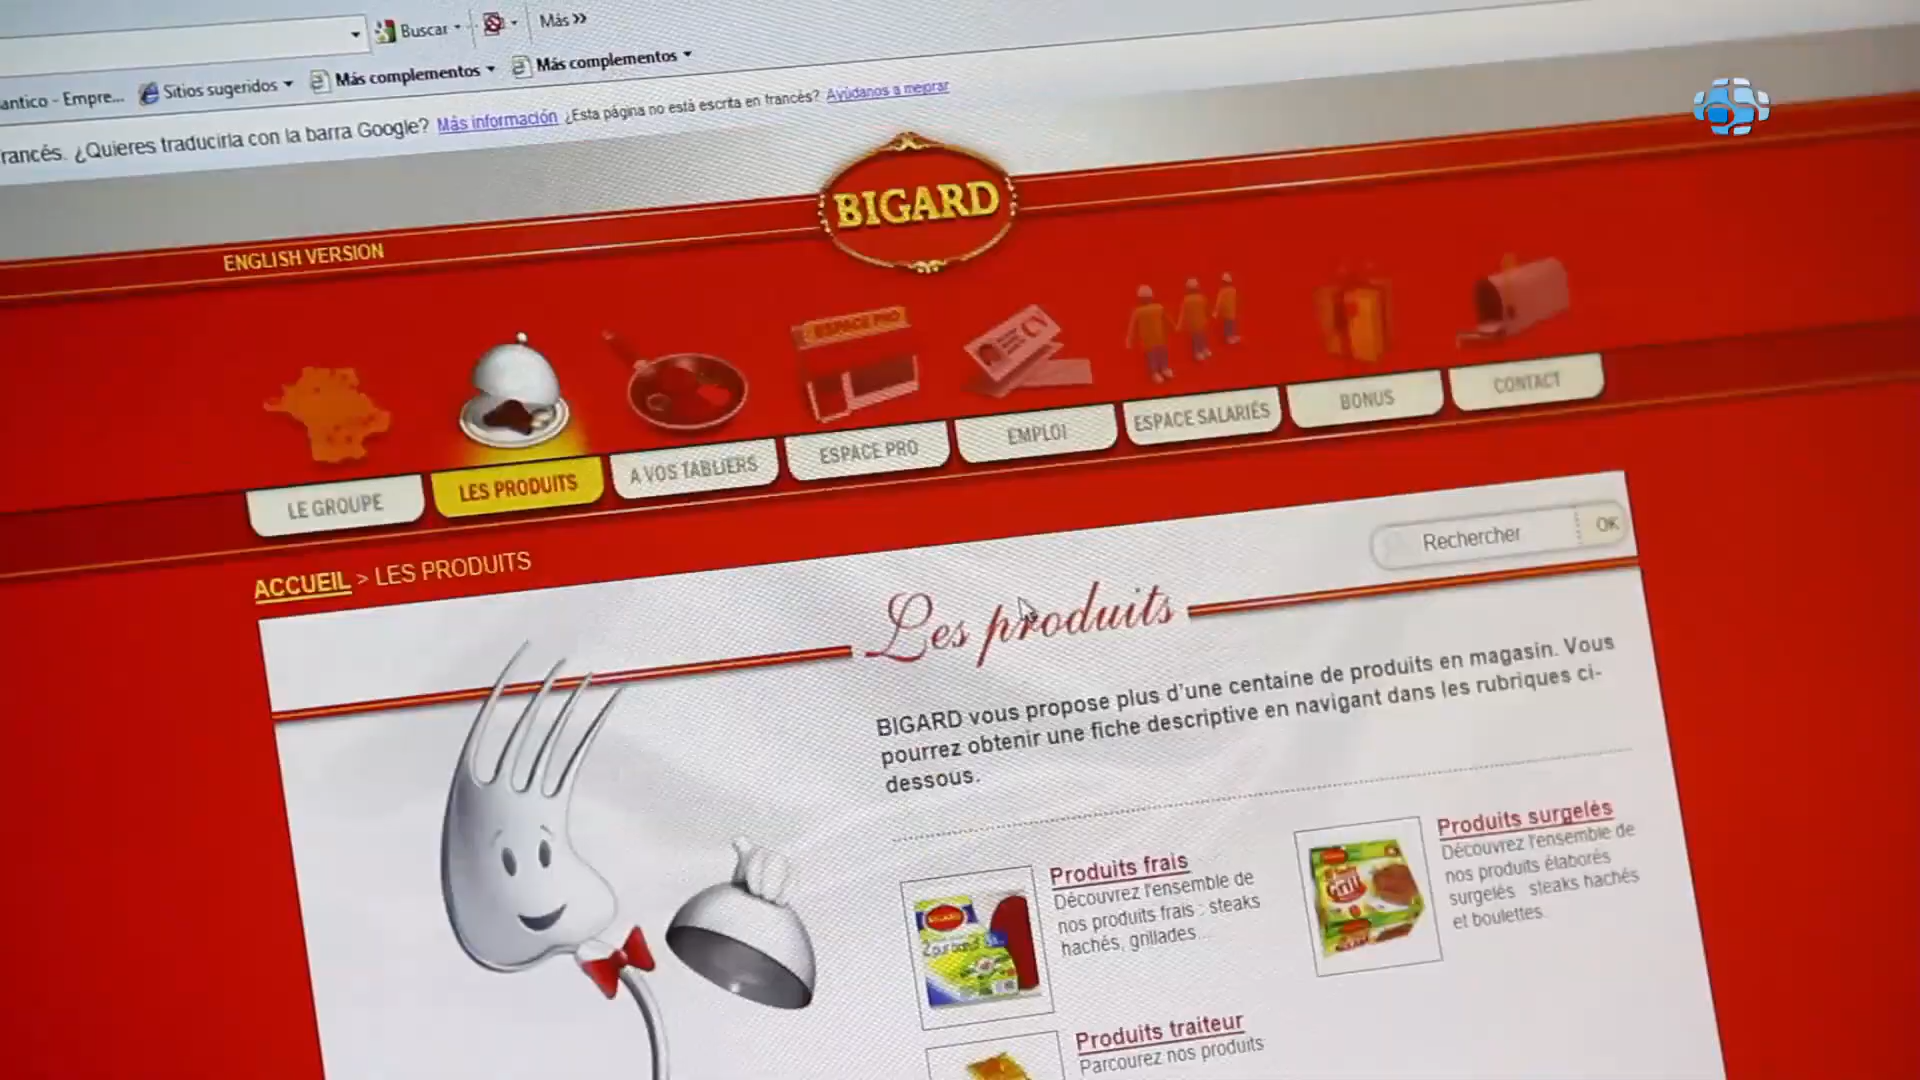 Buscar
Más »
antico - Empre...
Sitios sugeridos
Más complementos
Más complementos
rancés. ¿Quieres traducirla con la barra Google? Más información ¿Esta página no está escrita en francés? Ayúdanos a mejorar
BIGARD
ENGLISH VERSION
ESPACE PRO
CV
LE GROUPE
LES PRODUITS
A VOS TABLIERS
ESPACE PRO
EMPLOI
ESPACE SALARIÉS
BONUS
CONTACT
ACCUEIL > LES PRODUITS
Rechercher
OK
Les produits
BIGARD vous propose plus d'une centaine de produits en magasin. Vous
pourrez obtenir une fiche descriptive en navigant dans les rubriques ci-
dessous.
Produits frais
Découvrez l'ensemble de
nos produits frais : steaks
hachés, grillades...
BIGARD
Produits surgelés
Découvrez l'ensemble de
nos produits élaborés
surgelés : steaks hachés
et boulettes.
Grill
Produits traiteur
Parcourez nos produits